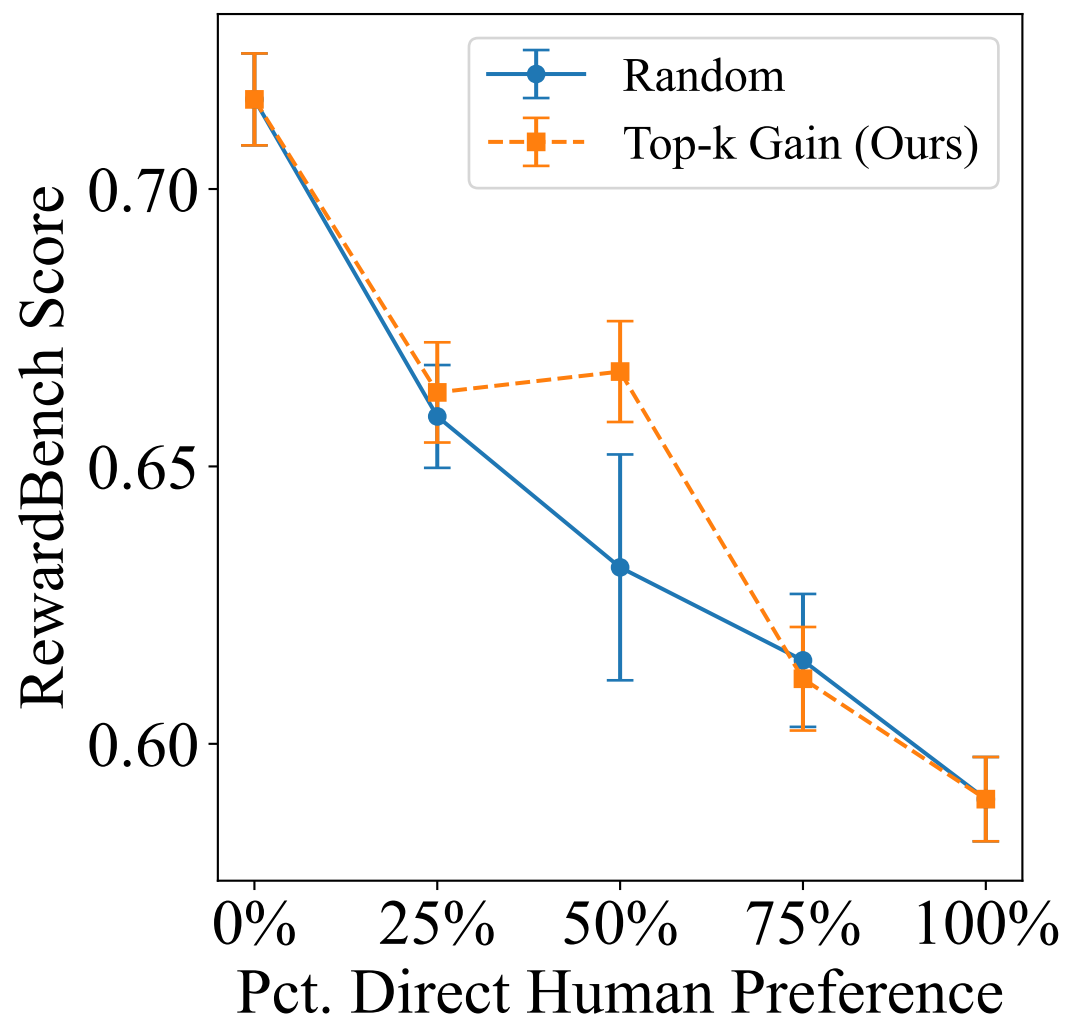 Random
Top-k Gain (Ours)
RewardBench Score
0.70
0.65
0.60
0% 25% 50% 75% 100%
Pct. Direct Human Preference